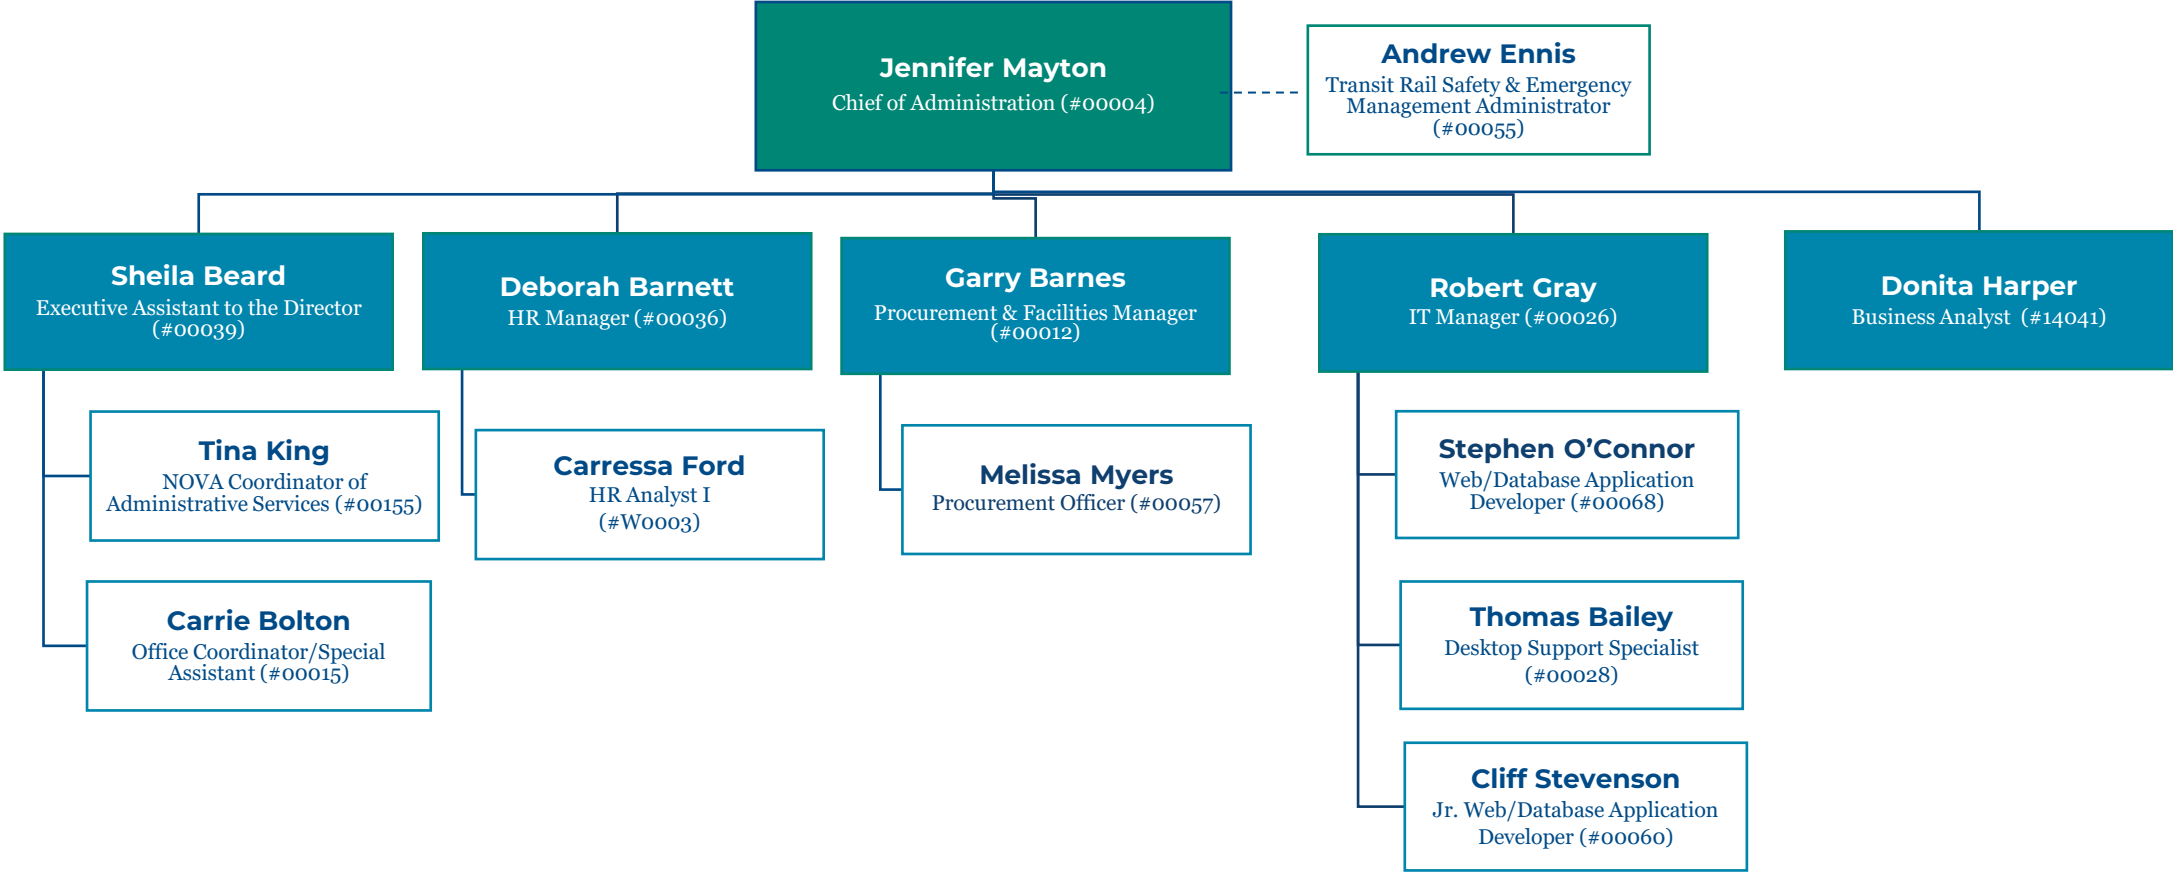 Jennifer Mayton
Chief of Administration (#00004)
Andrew Ennis
Transit Rail Safety & Emergency
Management Administrator
(#00055)
Sheila Beard
Executive Assistant to the Director
(#00039)
Deborah Barnett
HR Manager (#00036)
Garry Barnes
Procurement & Facilities Manager
(#00012)
Robert Gray
IT Manager (#00026)
Donita Harper
Business Analyst  (#14041)
Tina King
NOVA Coordinator of
Administrative Services (#00155)
Carrie Bolton
Office Coordinator/Special
Assistant (#00015)
Carressa Ford
HR Analyst I
(#W0003)
Melissa Myers
Procurement Officer (#00057)
Stephen O’Connor
Web/Database Application
Developer (#00068)
Thomas Bailey
Desktop Support Specialist
(#00028)
Cliff Stevenson
Jr. Web/Database Application
Developer (#00060)